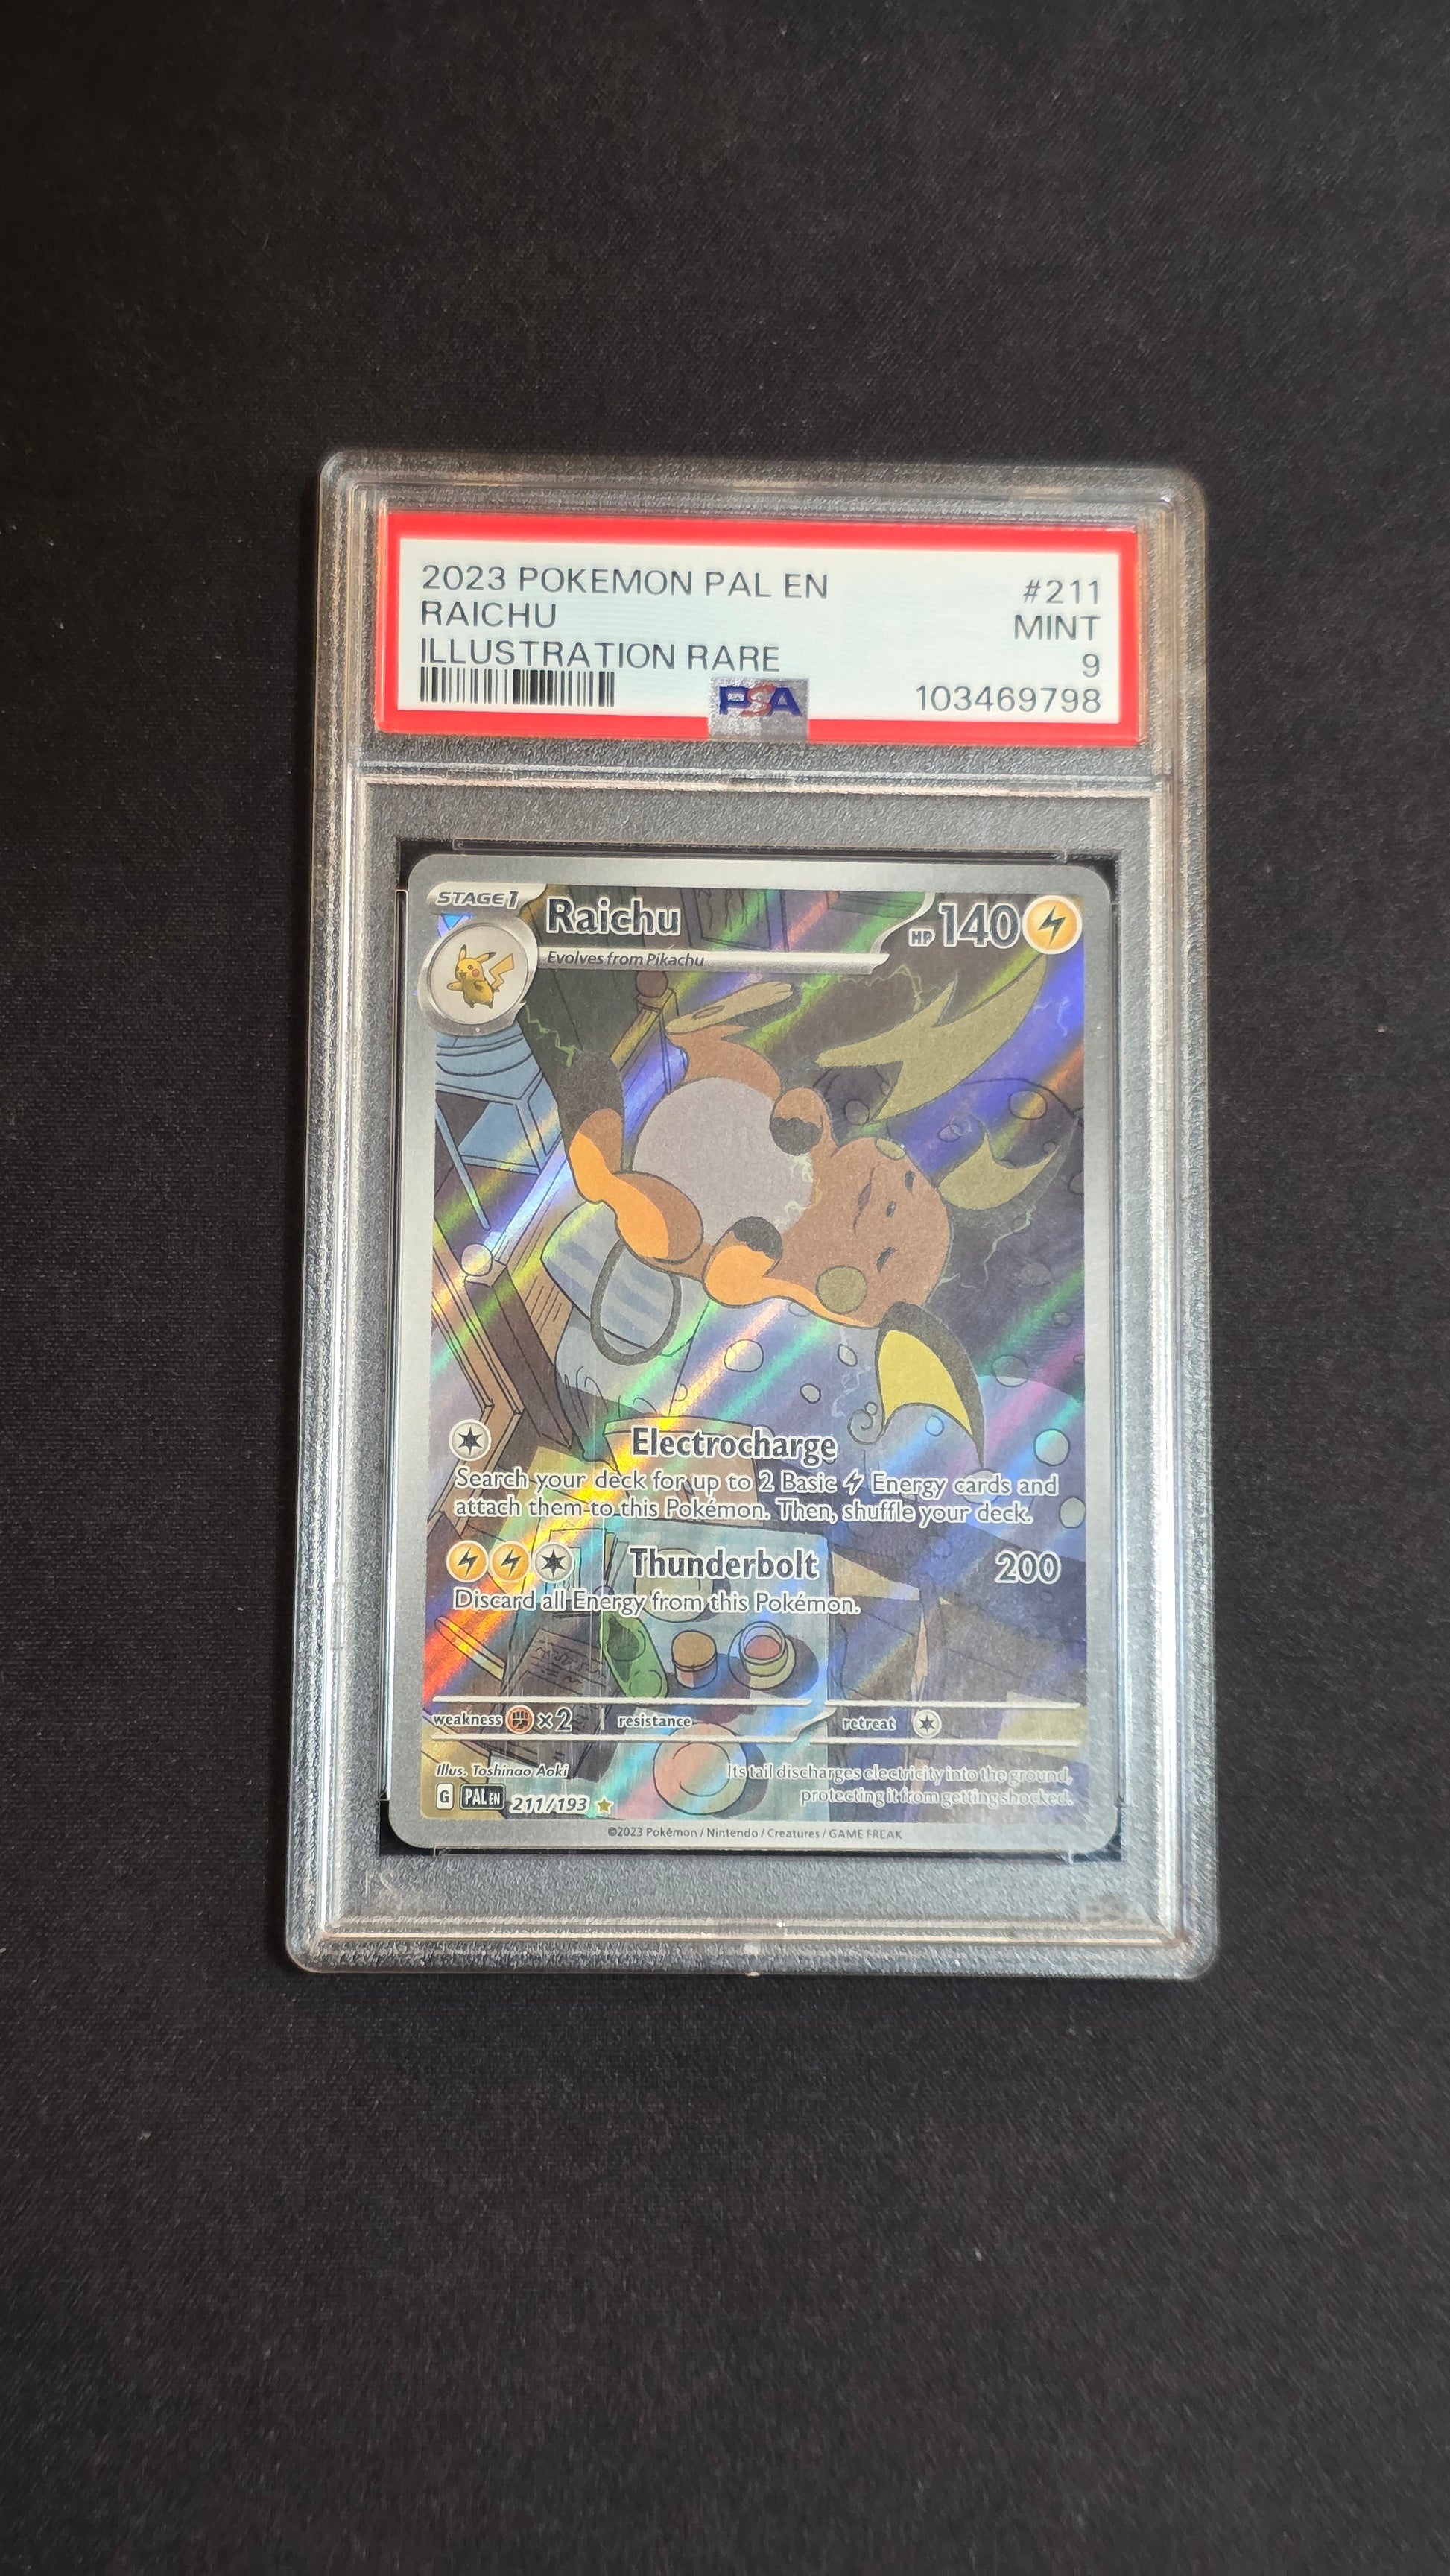 2023 POKEMON PAL EN #211
RAICHU MINT
ILLUSTRATION RARE 9
PSA 103469798
STAGE1 Raichu HP 140
Evolves from Pikachu
Electrocharge
Search your deck for up to 2 Basic Energy cards and
attach them to this Pokémon. Then, shuffle your deck.
Thunderbolt 200
Discard all Energy from this Pokémon.
weakness ×2 resistance retreat
Illus. Toshinao Aoki
Its tail discharges electricity into the ground,
protecting it from getting shocked.
G PAL EN 211/193
©2023 Pokémon / Nintendo / Creatures / GAME FREAK